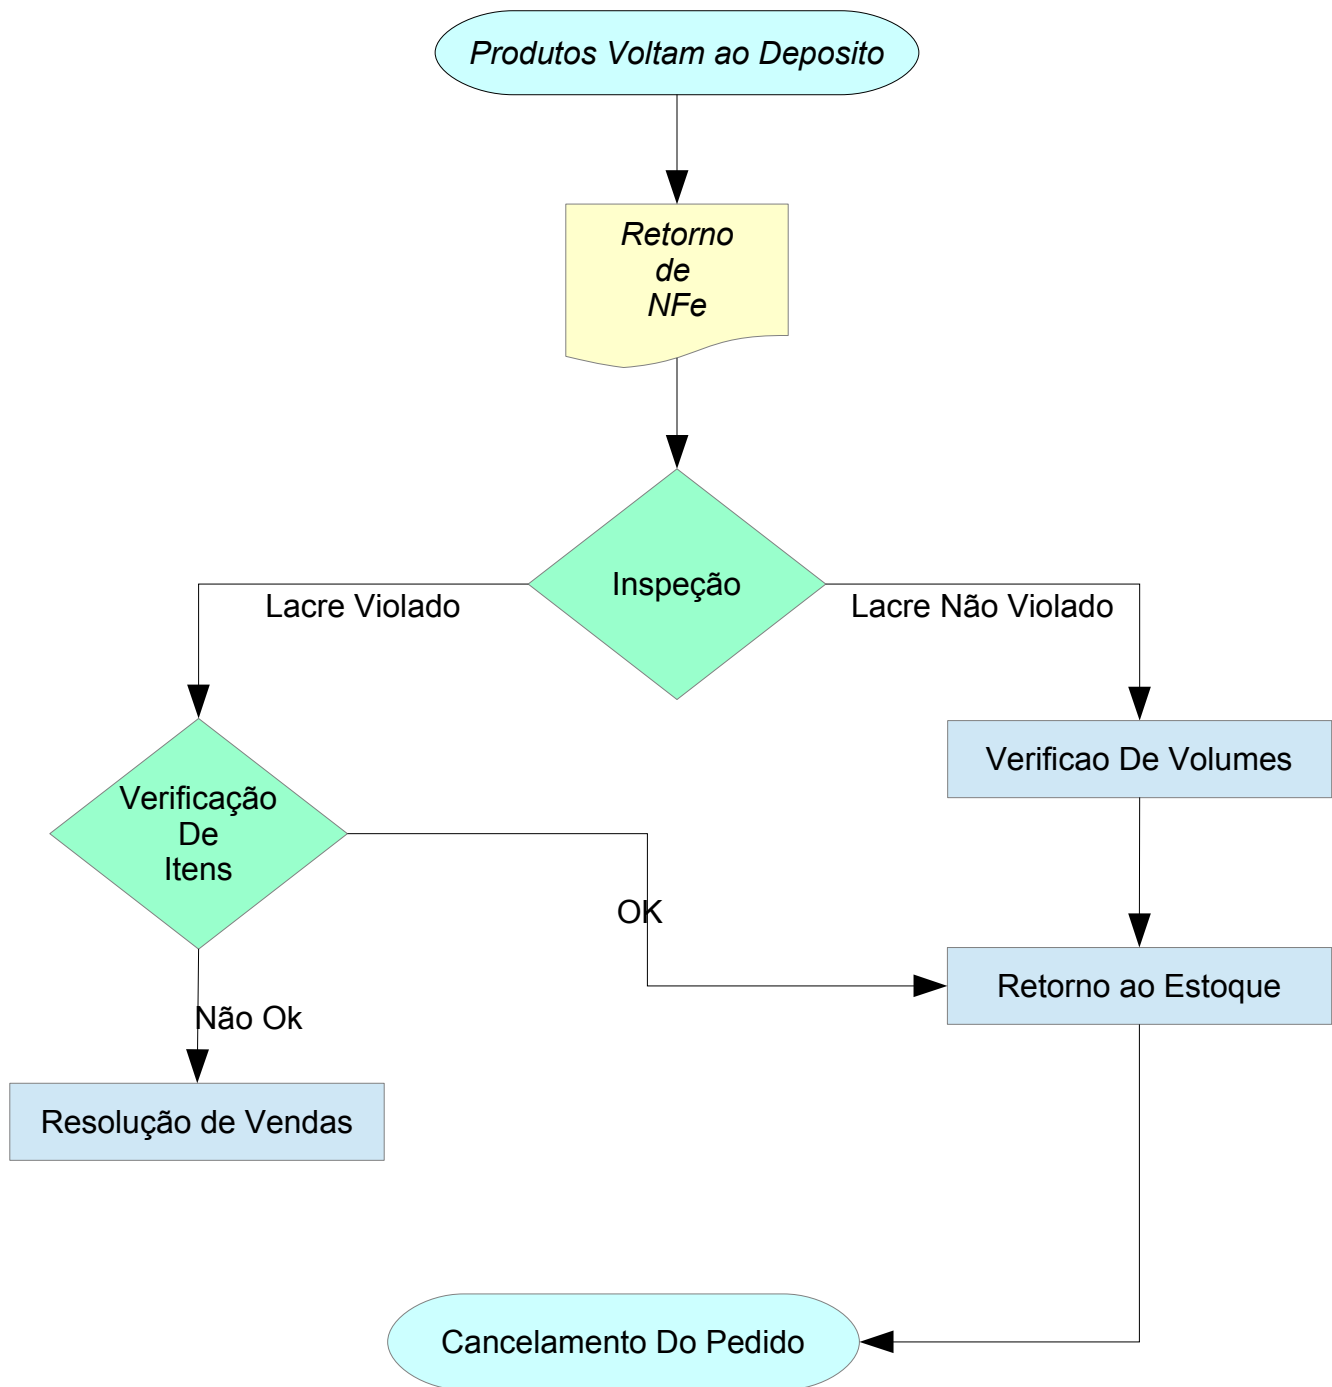 Produtos Voltam ao Deposito
Retorno
de
NFe
Inspeção
Lacre Violado
Lacre Não Violado
Verificação
De
Itens
Verificao De Volumes
OK
Retorno ao Estoque
Não Ok
Resolução de Vendas
Cancelamento Do Pedido